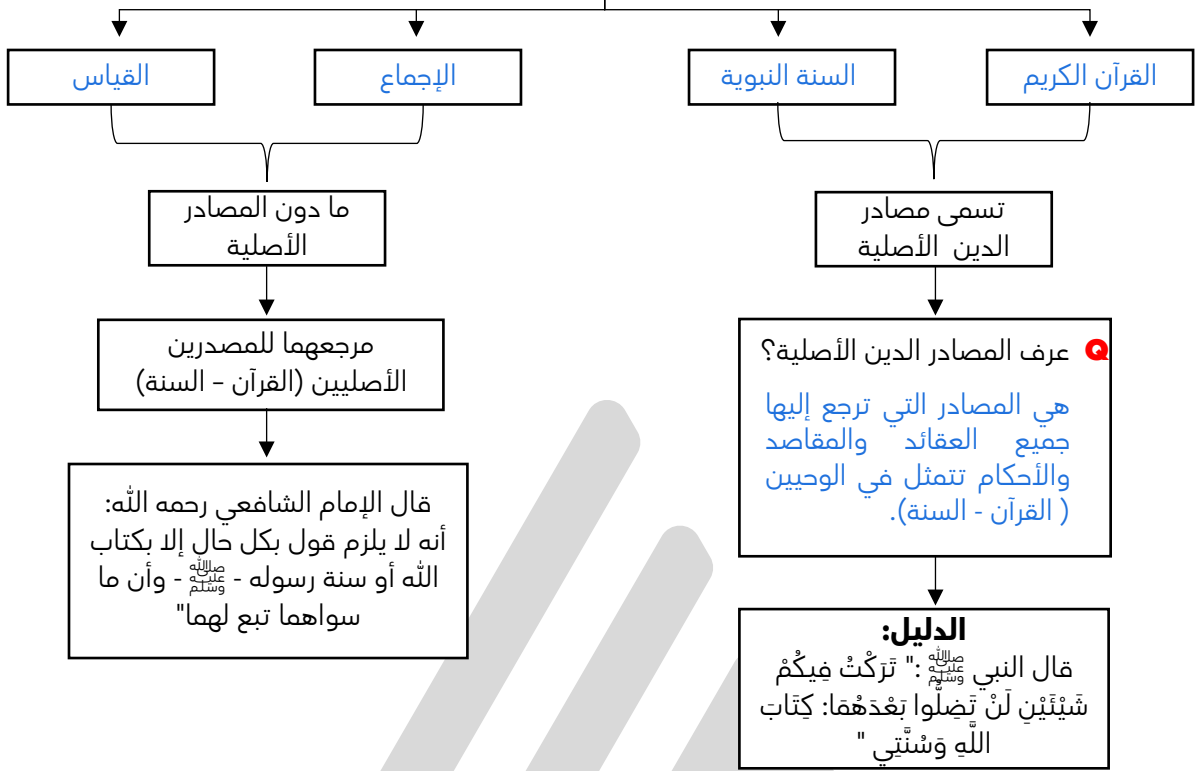 القرآن الكريم
السنة النبوية
الإجماع
القياس
تسمى مصادر
الدين الأصلية
ما دون المصادر
الأصلية
Q عرف المصادر الدين الأصلية؟
هي المصادر التي ترجع إليها
جميع العقائد والمقاصد
والأحكام تتمثل في الوحيين
( القرآن - السنة).
مرجعهما للمصدرين
الأصليين (القرآن – السنة)
قال الإمام الشافعي رحمه الله:
أنه لا يلزم قول بكل حال إلا بكتاب
الله أو سنة رسوله - ﷺ - وأن ما
سواهما تبع لهما"
الدليل:
قال النبي ﷺ :" تَرَكْتُ فِيكُمْ
شَيْئَيْنِ لَنْ تَضِلُّوا بَعْدَهُمَا: كِتَابَ
اللَّهِ وَسُنَّتِي "